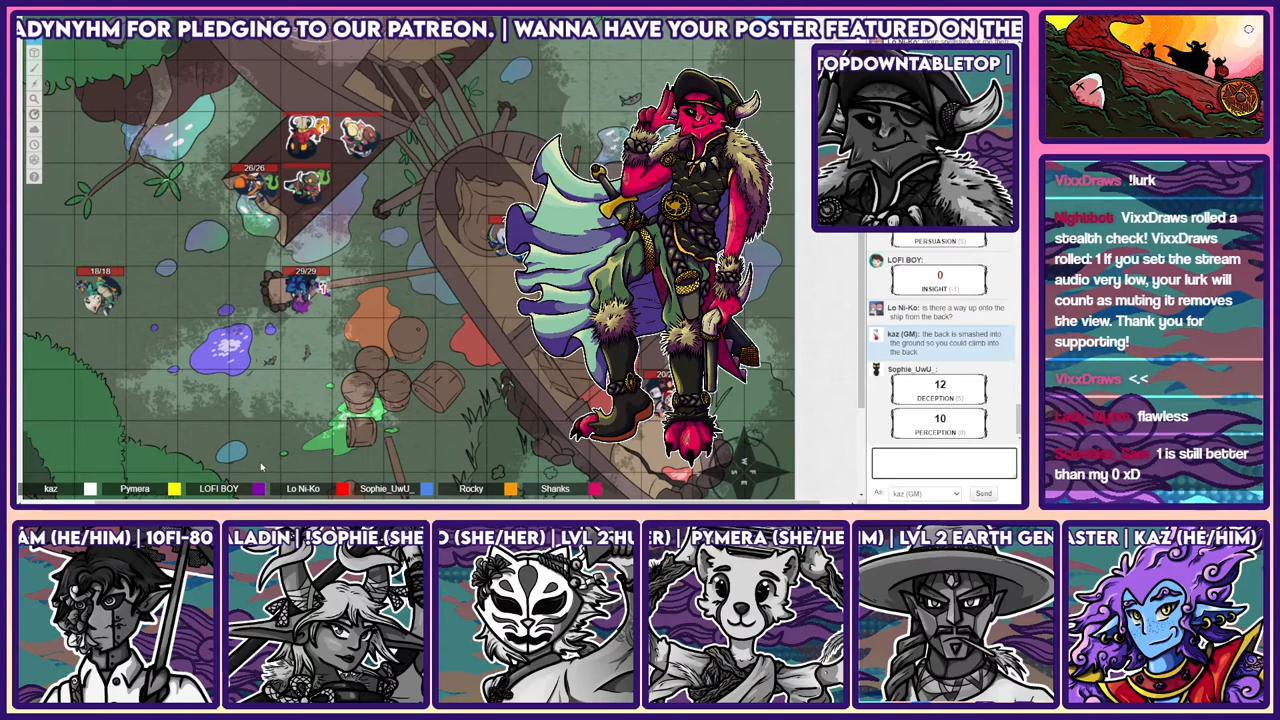 ADYNYHM FOR PLEDGING TO OUR PATREON. | WANNA HAVE YOUR POSTER FEATURED ON THE
TOPDOWNTABLETOP |
26/26
18/18
29/29
PERSUASION (5)
LOFI BOY:
0
INSIGHT (-1)
Lo Ni-Ko: is there a way up onto the
ship from the back?
kaz (GM): the back is smashed into
the ground so you could climb into
the back
Sophie_UwU_:
12
DECEPTION (5)
10
PERCEPTION (0)
As:
kaz (GM)
Send
kaz
Pymera
LOFI BOY
Lo Ni-Ko
Sophie_UwU_
Rocky
Shanks
VixxDraws !lurk
Nightbot VixxDraws rolled a
stealth check! VixxDraws
rolled: 1 If you set the stream
audio very low, your lurk will
count as muting it removes
the view. Thank you for
supporting!
VixxDraws <.<
flawless
1 is still better
than my 0 xD
AM (HE/HIM) | 10FI-80
ALADIN | !SOPHIE (SHE
O (SHE/HER) | LVL 2 HU
ER) | PYMERA (SHE/HE
IM) | LVL 2 EARTH GEN
ASTER | KAZ (HE/HIM)